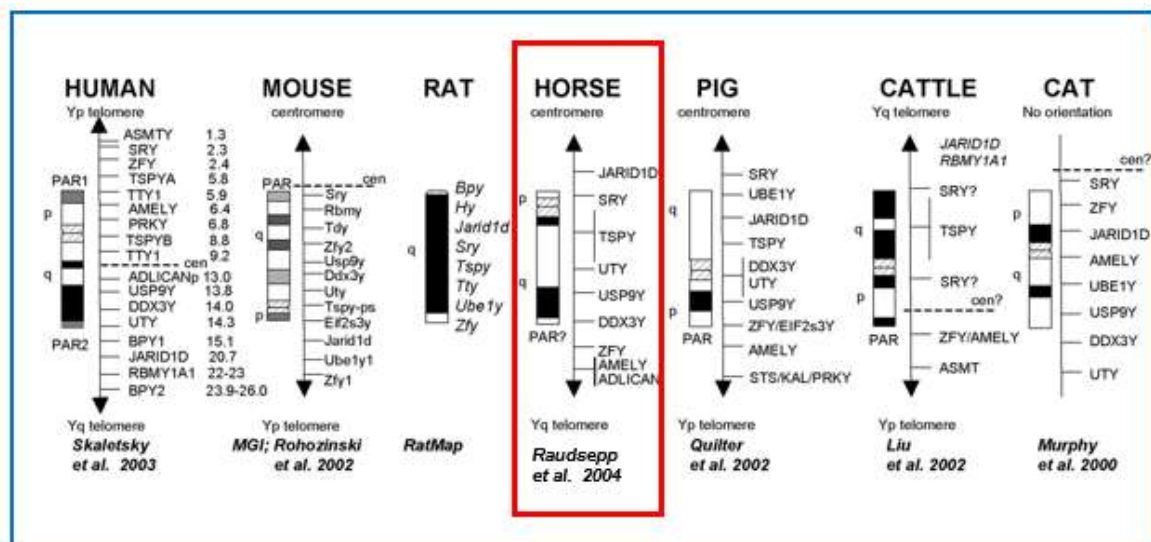 HUMAN
Yp telomere
ASMTY 1.3
SRY 2.3
ZFY 2.4
TSPYA 5.8
PAR1
TTY1 5.9
p
AMELY 6.4
PRKY 6.8
TSPYB 8.8
TTY1 9.2
cen
q
ADLICANp 13.0
USP9Y 13.8
DDX3Y 14.0
UTY 14.3
PAR2
BPY1 15.1
JARID1D 20.7
RBMY1A1 22-23
BPY2 23.9-26.0
Yq telomere
Skaletsky
et al. 2003
MOUSE
centromere
PAR
cen
Sry
Rbmy
Tdy
q
Zfy2
Usp9y
Ddx3y
Uty
Tspy-ps
p
Eif2s3y
Jarid1d
Ube1y1
Zfy1
Yp telomere
MGI; Rohozinski
et al. 2002
RAT
Bpy
Hy
Jarid1d
q
Sry
Tspy
Tty
Ube1y
Zfy
RatMap
HORSE
centromere
JARID1D
p
SRY
TSPY
UTY
q
USP9Y
DDX3Y
PAR?
ZFY
AMELY
ADLICAN
Yq telomere
Raudsepp
et al. 2004
PIG
centromere
SRY
UBE1Y
q
JARID1D
TSPY
DDX3Y
UTY
p
USP9Y
ZFY/EIF2s3Y
PAR
AMELY
STS/KAL/PRKY
Yp telomere
Quilter
et al. 2002
CATTLE
Yq telomere
JARID1D
RBMY1A1
SRY?
TSPY
q
SRY?
p
cen?
ZFY/AMELY
PAR
ASMT
Yp telomere
Liu
et al. 2002
CAT
No orientation
cen?
SRY
p
ZFY
JARID1D
AMELY
q
UBE1Y
USP9Y
DDX3Y
UTY
Murphy
et al. 2000